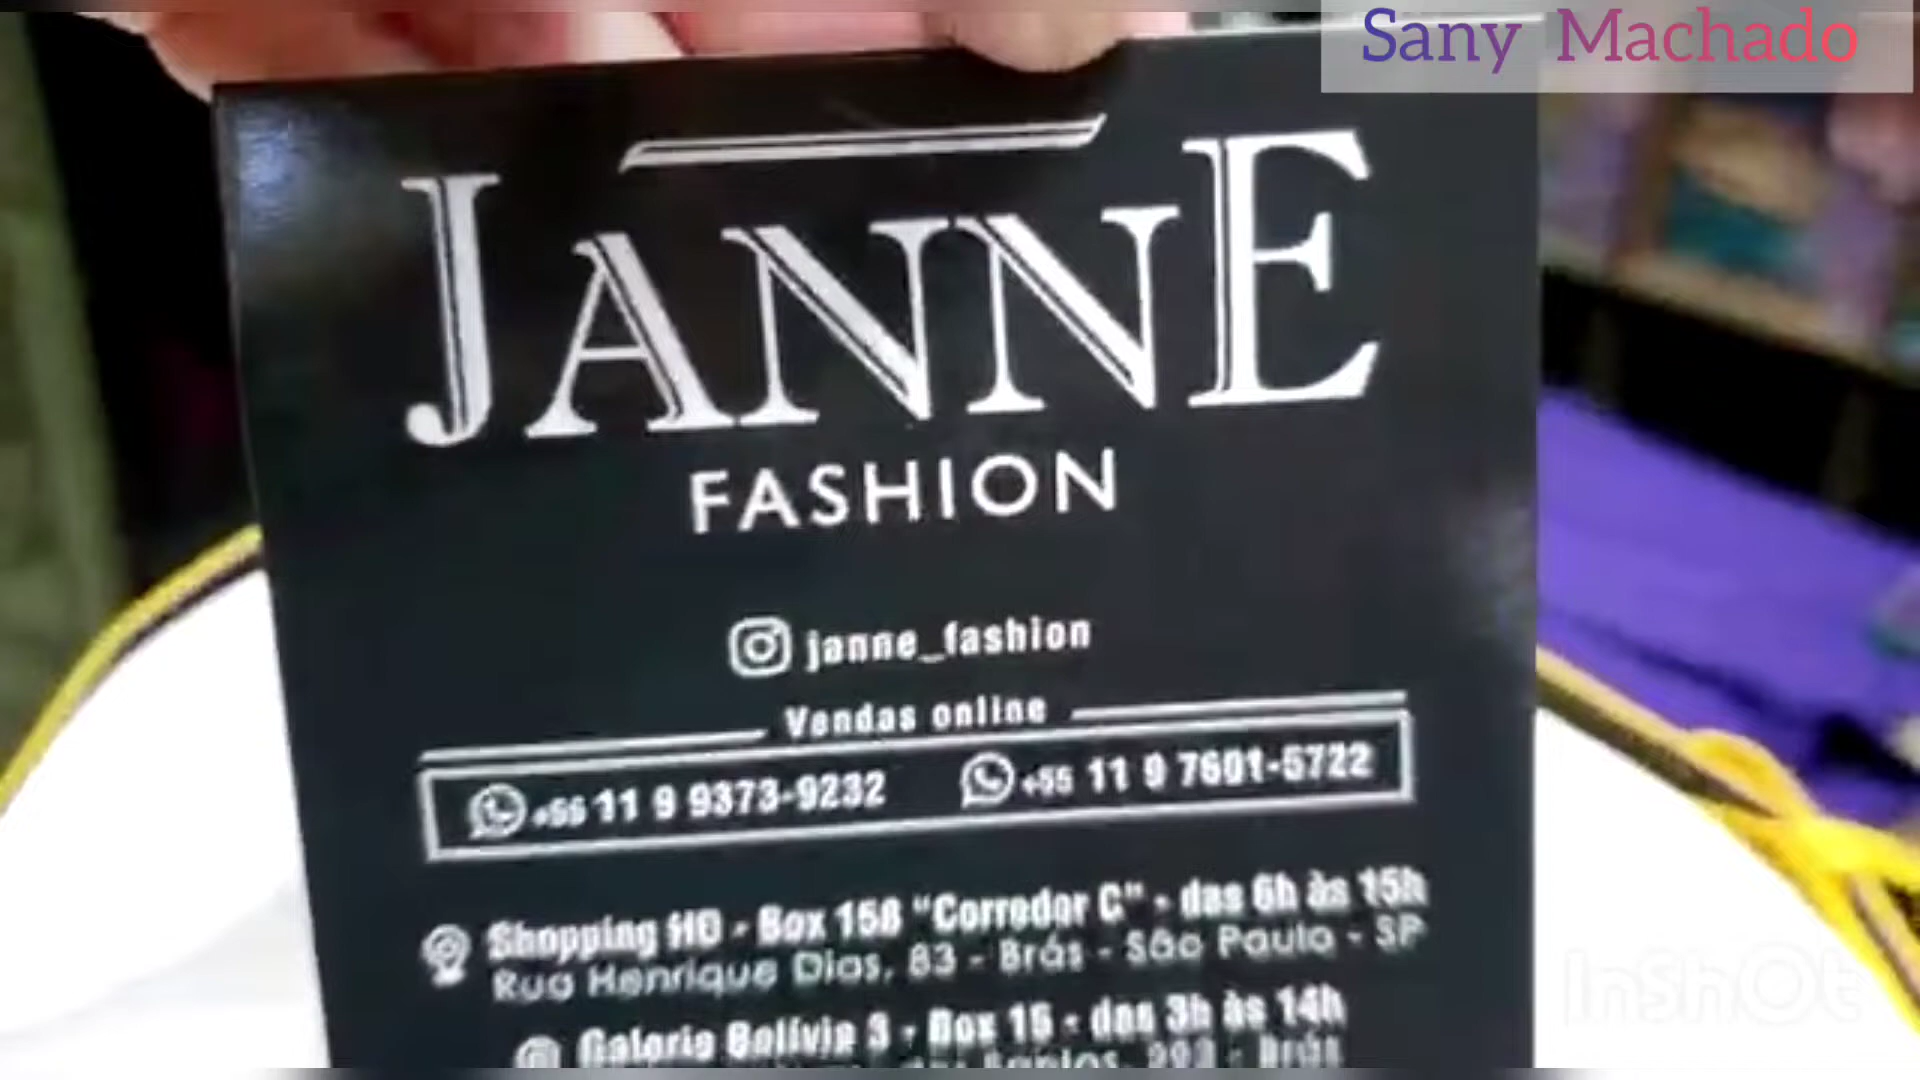 Sany Machado
JANNE
FASHION
janne_fashion
Vendas online
+55 11 9 9373-9232 +55 11 9 7601-5722
Shopping HD - Box 158 "Corredor C" - das 6h às 15h
Rua Henrique Dias, 83 - Brás - São Paulo - SP
Galeria Bolívia 3 - Box 15 - das 3h às 14h
Brás
InShOt